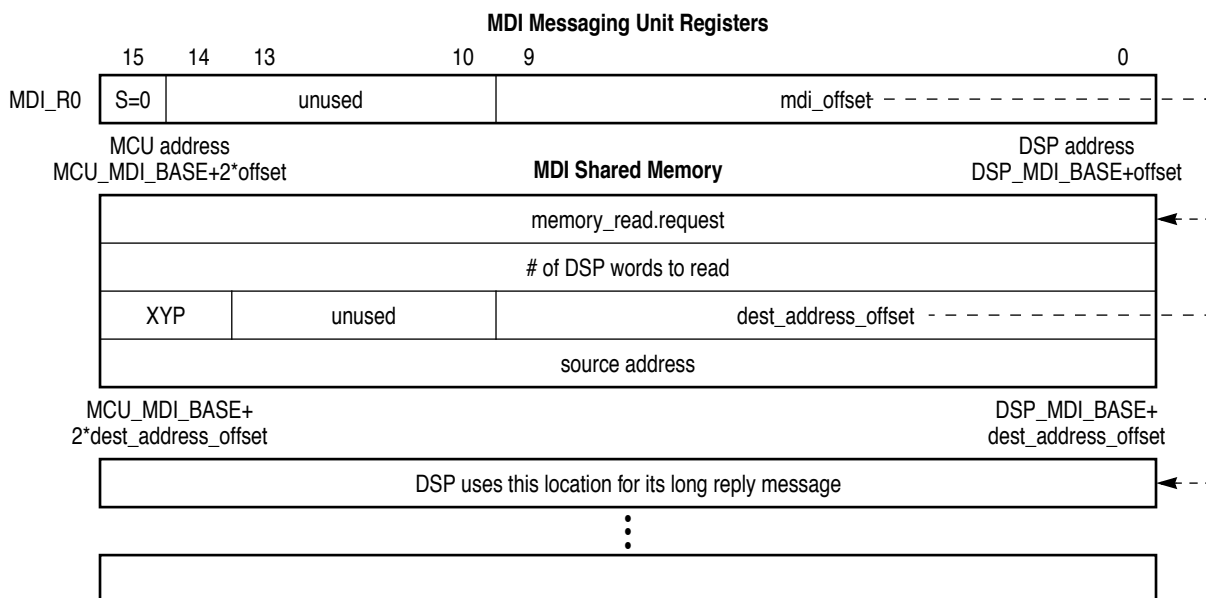 MDI Messaging Unit Registers
15 14 13 10 9 0
MDI_R0 S=0 unused mdi_offset
MCU address DSP address
MCU_MDI_BASE+2*offset MDI Shared Memory DSP_MDI_BASE+offset
memory_read.request
# of DSP words to read
XYP unused dest_address_offset
source address
MCU_MDI_BASE+ DSP_MDI_BASE+
2*dest_address_offset dest_address_offset
DSP uses this location for its long reply message